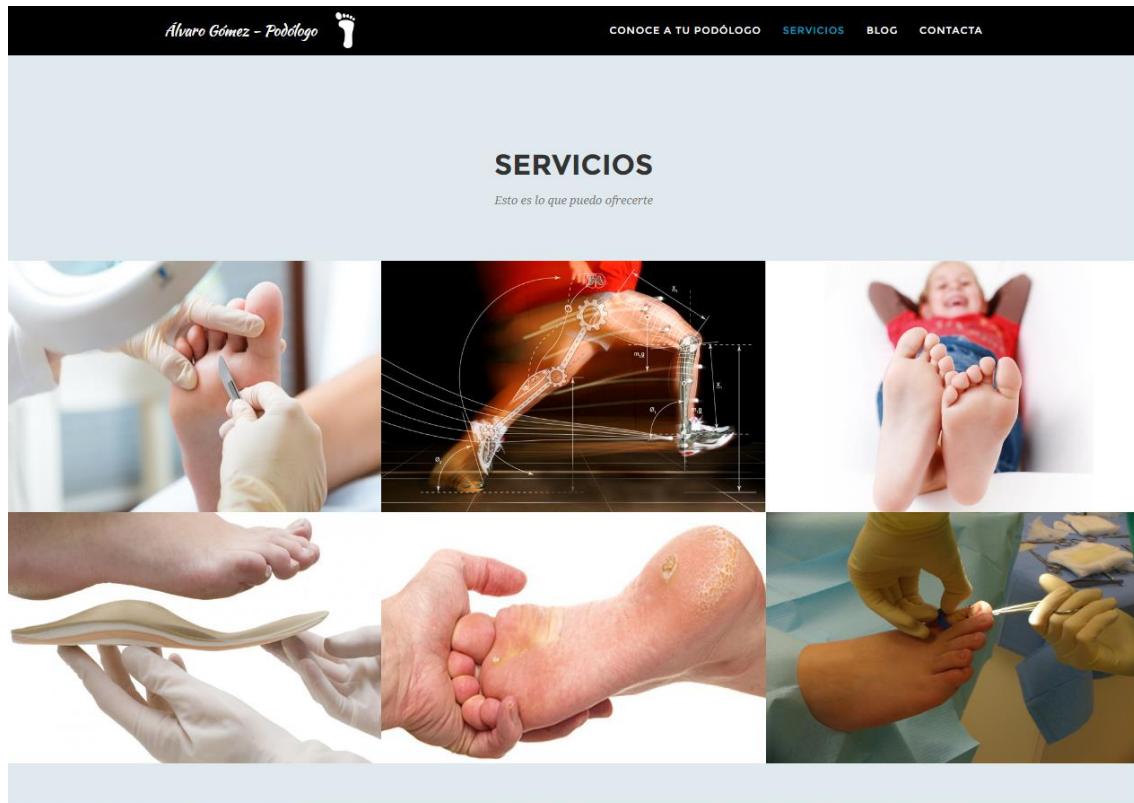 Álvaro Gómez - Podólogo
CONOCE A TU PODÓLOGO SERVICIOS BLOG CONTACTA
SERVICIOS
Esto es lo que puedo ofrecerte